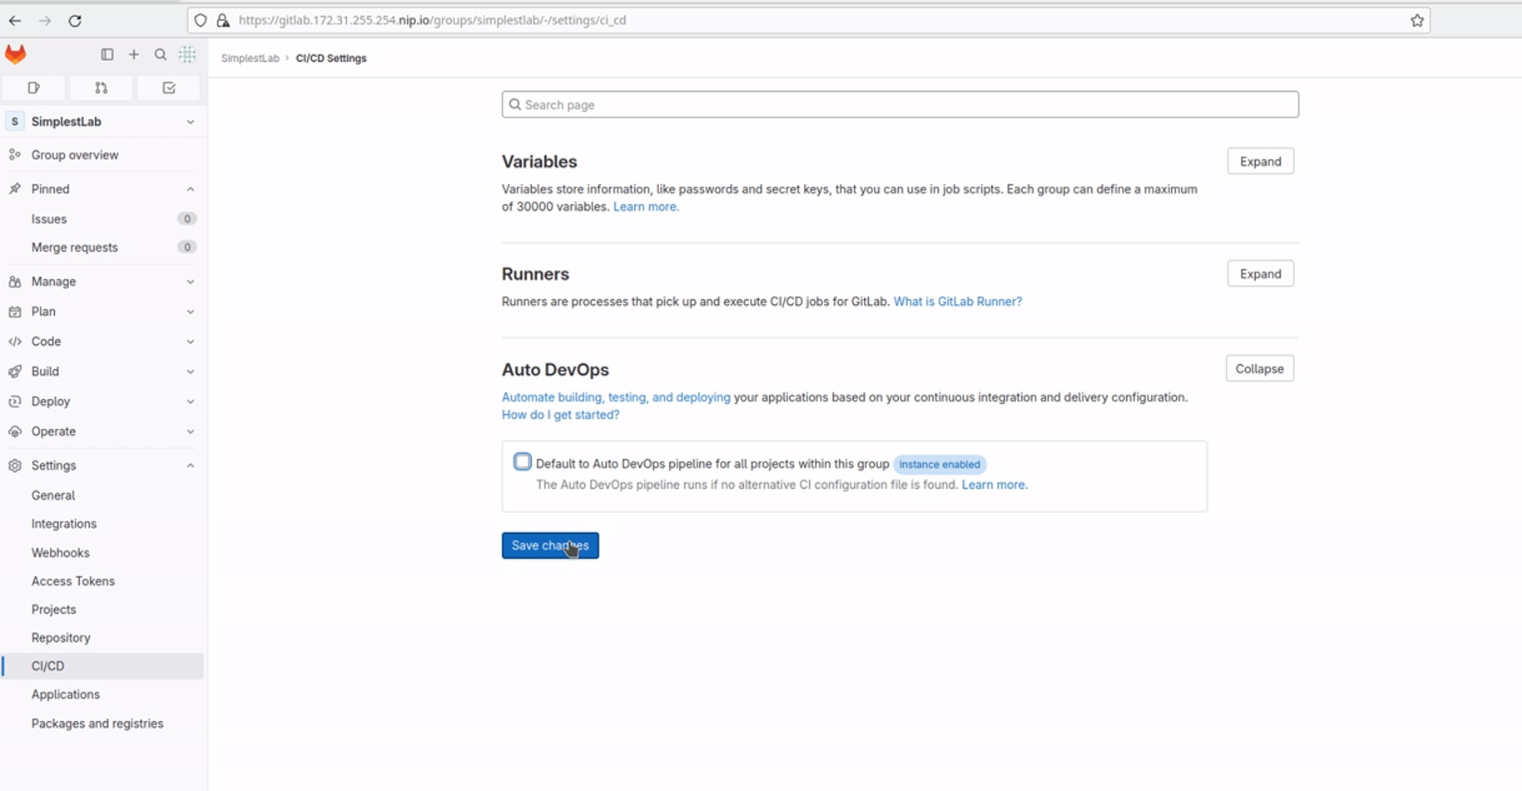 https://gitlab.172.31.255.254.nip.io/groups/simplestlab/-/settings/ci_cd
SimplestLab › CI/CD Settings
S SimplestLab
Group overview
Pinned
Issues 0
Merge requests 0
Manage
Plan
Code
Build
Deploy
Operate
Settings
General
Integrations
Webhooks
Access Tokens
Projects
Repository
CI/CD
Applications
Packages and registries
Search page
Variables Expand
Variables store information, like passwords and secret keys, that you can use in job scripts. Each group can define a maximum
of 30000 variables. Learn more.
Runners Expand
Runners are processes that pick up and execute CI/CD jobs for GitLab. What is GitLab Runner?
Auto DevOps Collapse
Automate building, testing, and deploying your applications based on your continuous integration and delivery configuration.
How do I get started?
Default to Auto DevOps pipeline for all projects within this group instance enabled
The Auto DevOps pipeline runs if no alternative CI configuration file is found. Learn more.
Save changes